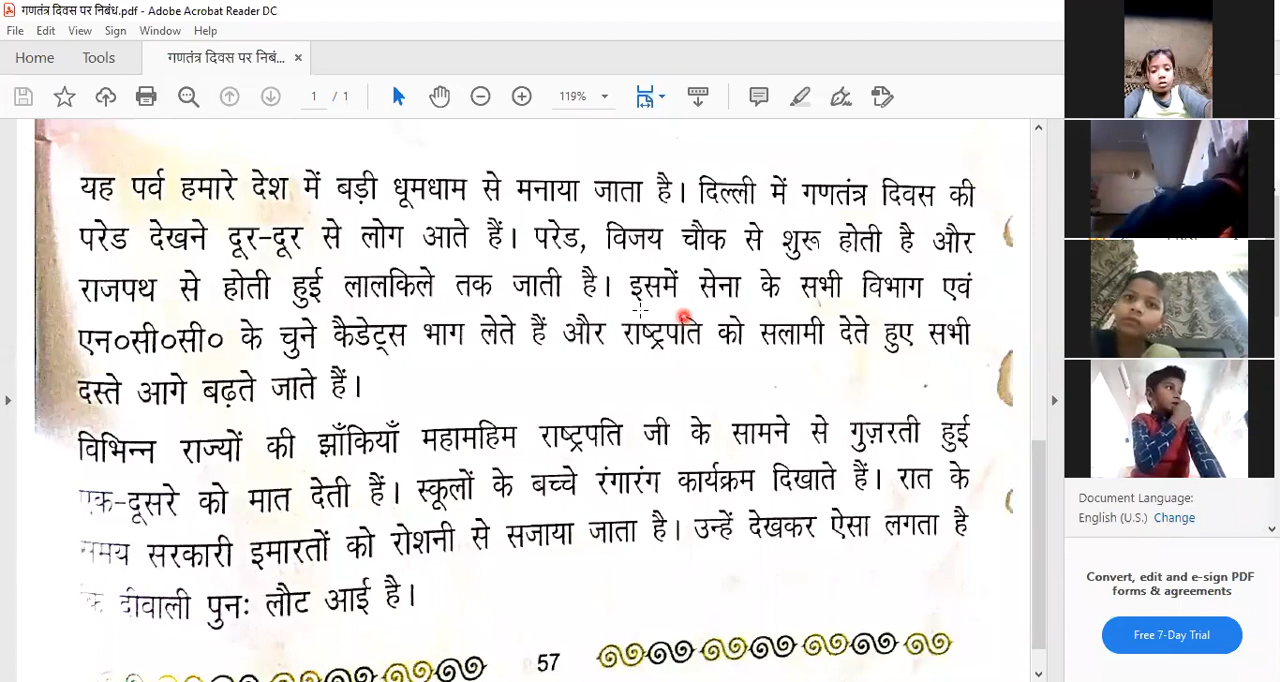 गणतंत्र दिवस पर निबंध.pdf - Adobe Acrobat Reader DC
File Edit View Sign Window Help
Home Tools गणतंत्र दिवस पर निबं... ×
1 / 1 119%
यह पर्व हमारे देश में बड़ी धूमधाम से मनाया जाता है। दिल्ली में गणतंत्र दिवस की
परेड देखने दूर-दूर से लोग आते हैं। परेड, विजय चौक से शुरू होती है और
राजपथ से होती हुई लालकिले तक जाती है। इसमें सेना के सभी विभाग एवं
एन०सी०सी० के चुने कैडेट्स भाग लेते हैं और राष्ट्रपति को सलामी देते हुए सभी
दस्ते आगे बढ़ते जाते हैं।
विभिन्न राज्यों की झाँकियाँ महामहिम राष्ट्रपति जी के सामने से गुज़रती हुई
एक-दूसरे को मात देती हैं। स्कूलों के बच्चे रंगारंग कार्यक्रम दिखाते हैं। रात के
समय सरकारी इमारतों को रोशनी से सजाया जाता है। उन्हें देखकर ऐसा लगता है
दीवाली पुनः लौट आई है।
57
Document Language:
English (U.S.) Change
Convert, edit and e-sign PDF
forms & agreements
Free 7-Day Trial